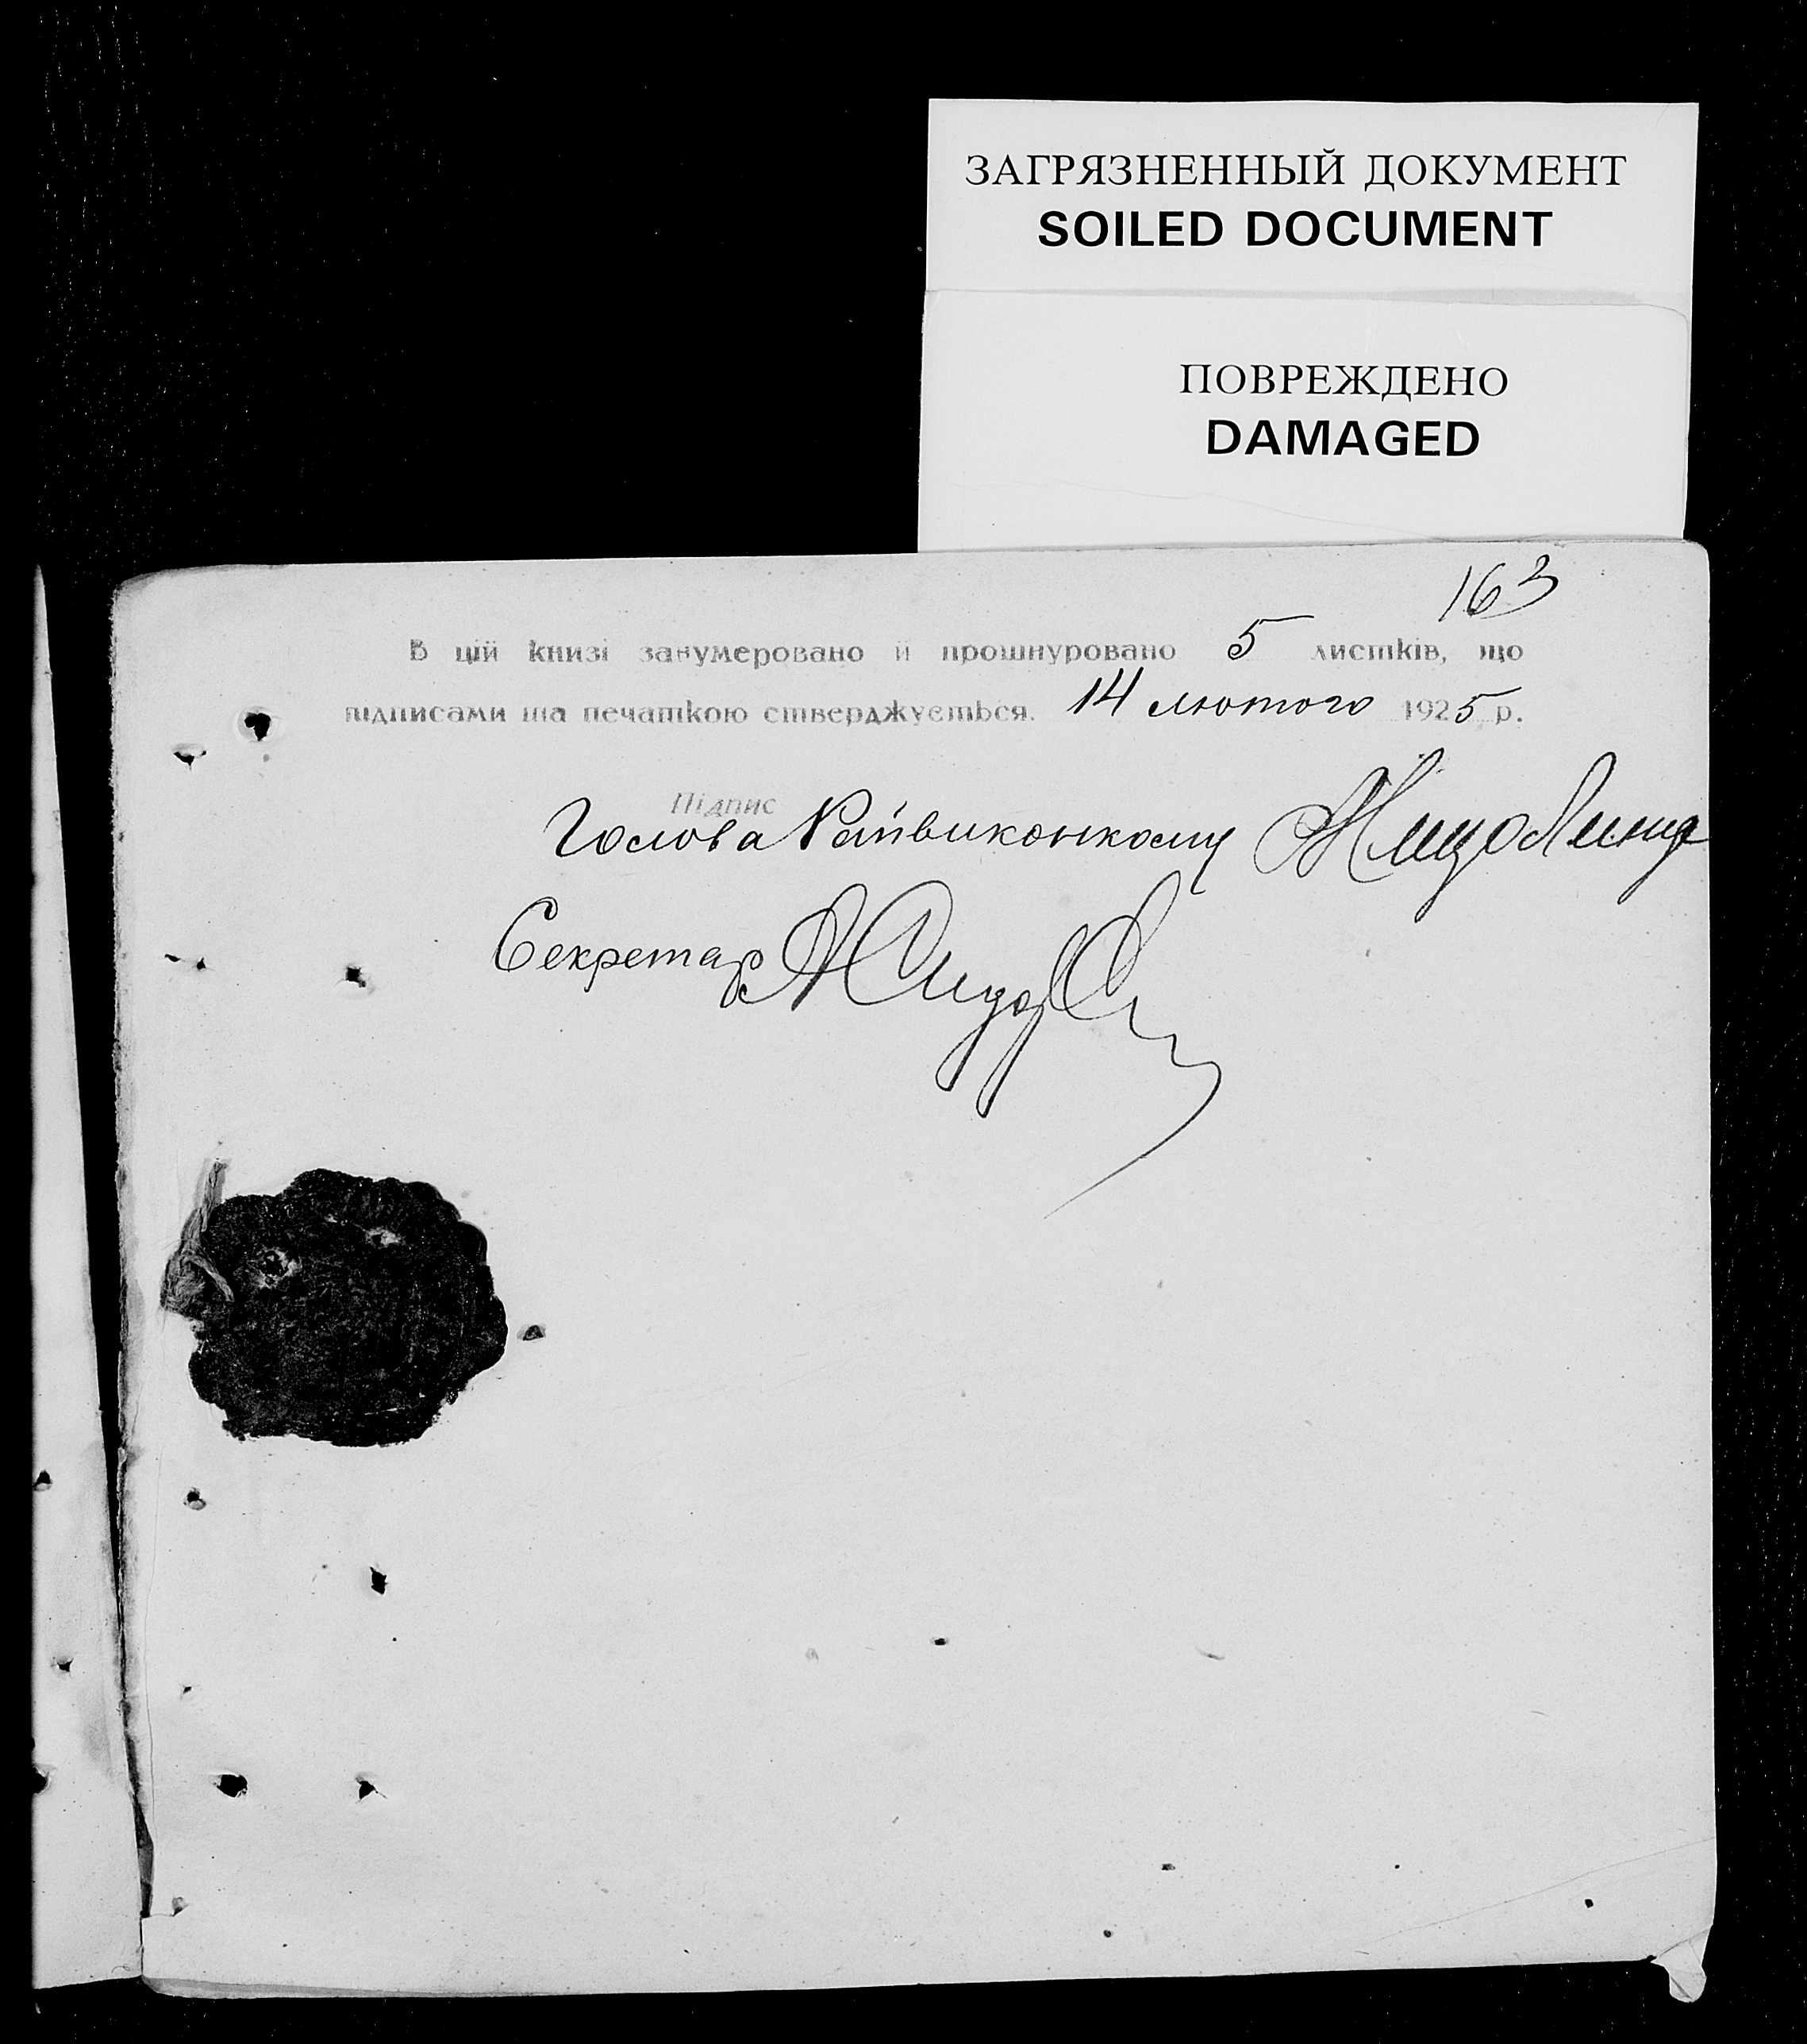 ЗАГРЯЗНЕННЫЙ ДОКУМЕНТ
SOILED DOCUMENT
ПОВРЕЖДЕНО
DAMAGED
163
В цій книзі занумеровано й прошнуровано 5 листків, що
підписами та печаткою стверджується. 14 лютого 1925 р.
Підпис
Голова Райвиконкому
Секретар